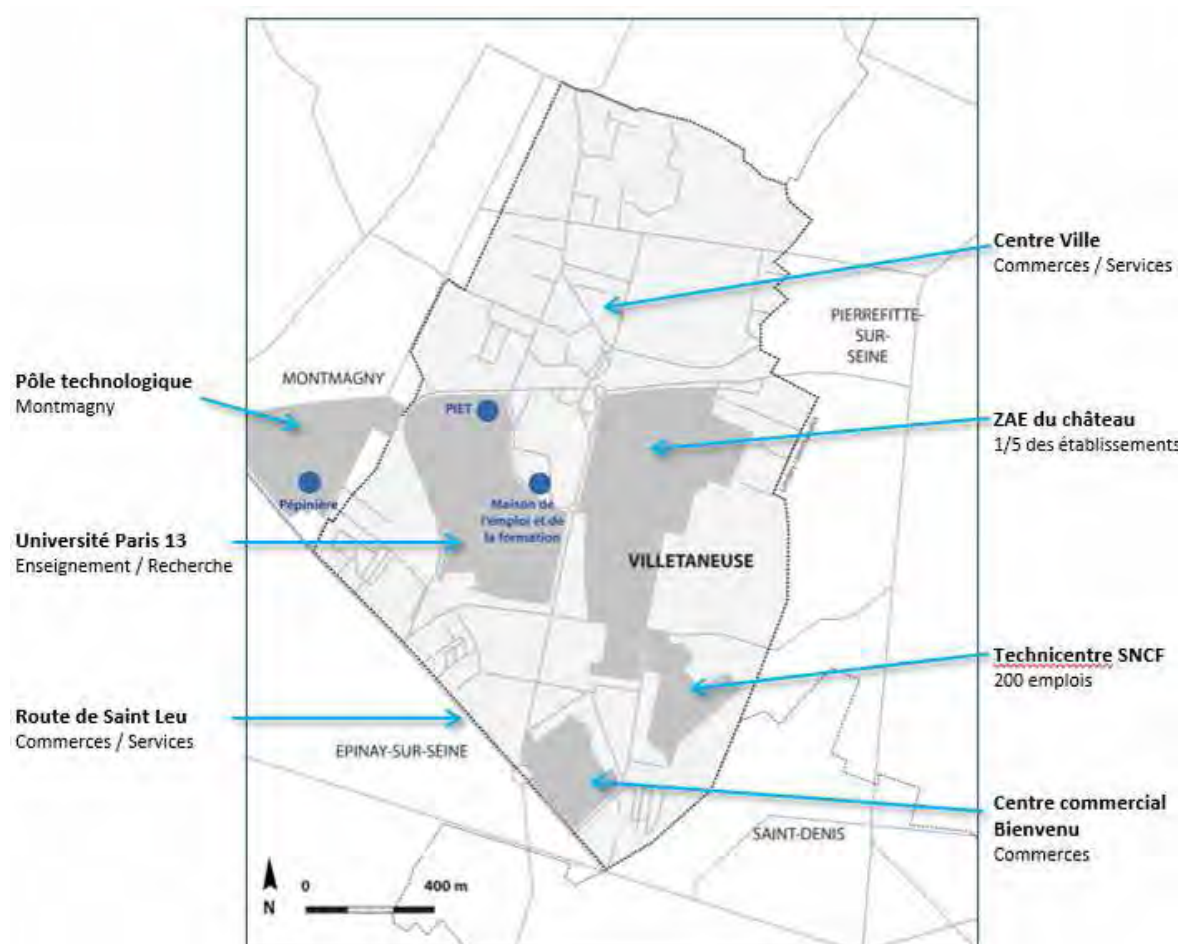 Centre Ville
Commerces / Services
PIERREFITTE-
SUR-
SEINE
MONTMAGNY
Pôle technologique
Montmagny
PIET
ZAE du château
1/5 des établissements
Pépinière
Maison de
l'emploi et de
la formation
Université Paris 13
Enseignement / Recherche
VILLETANEUSE
Technicentre SNCF
200 emplois
Route de Saint Leu
Commerces / Services
EPINAY-SUR-SEINE
Centre commercial
Bienvenu
Commerces
SAINT-DENIS
0
400 m
N